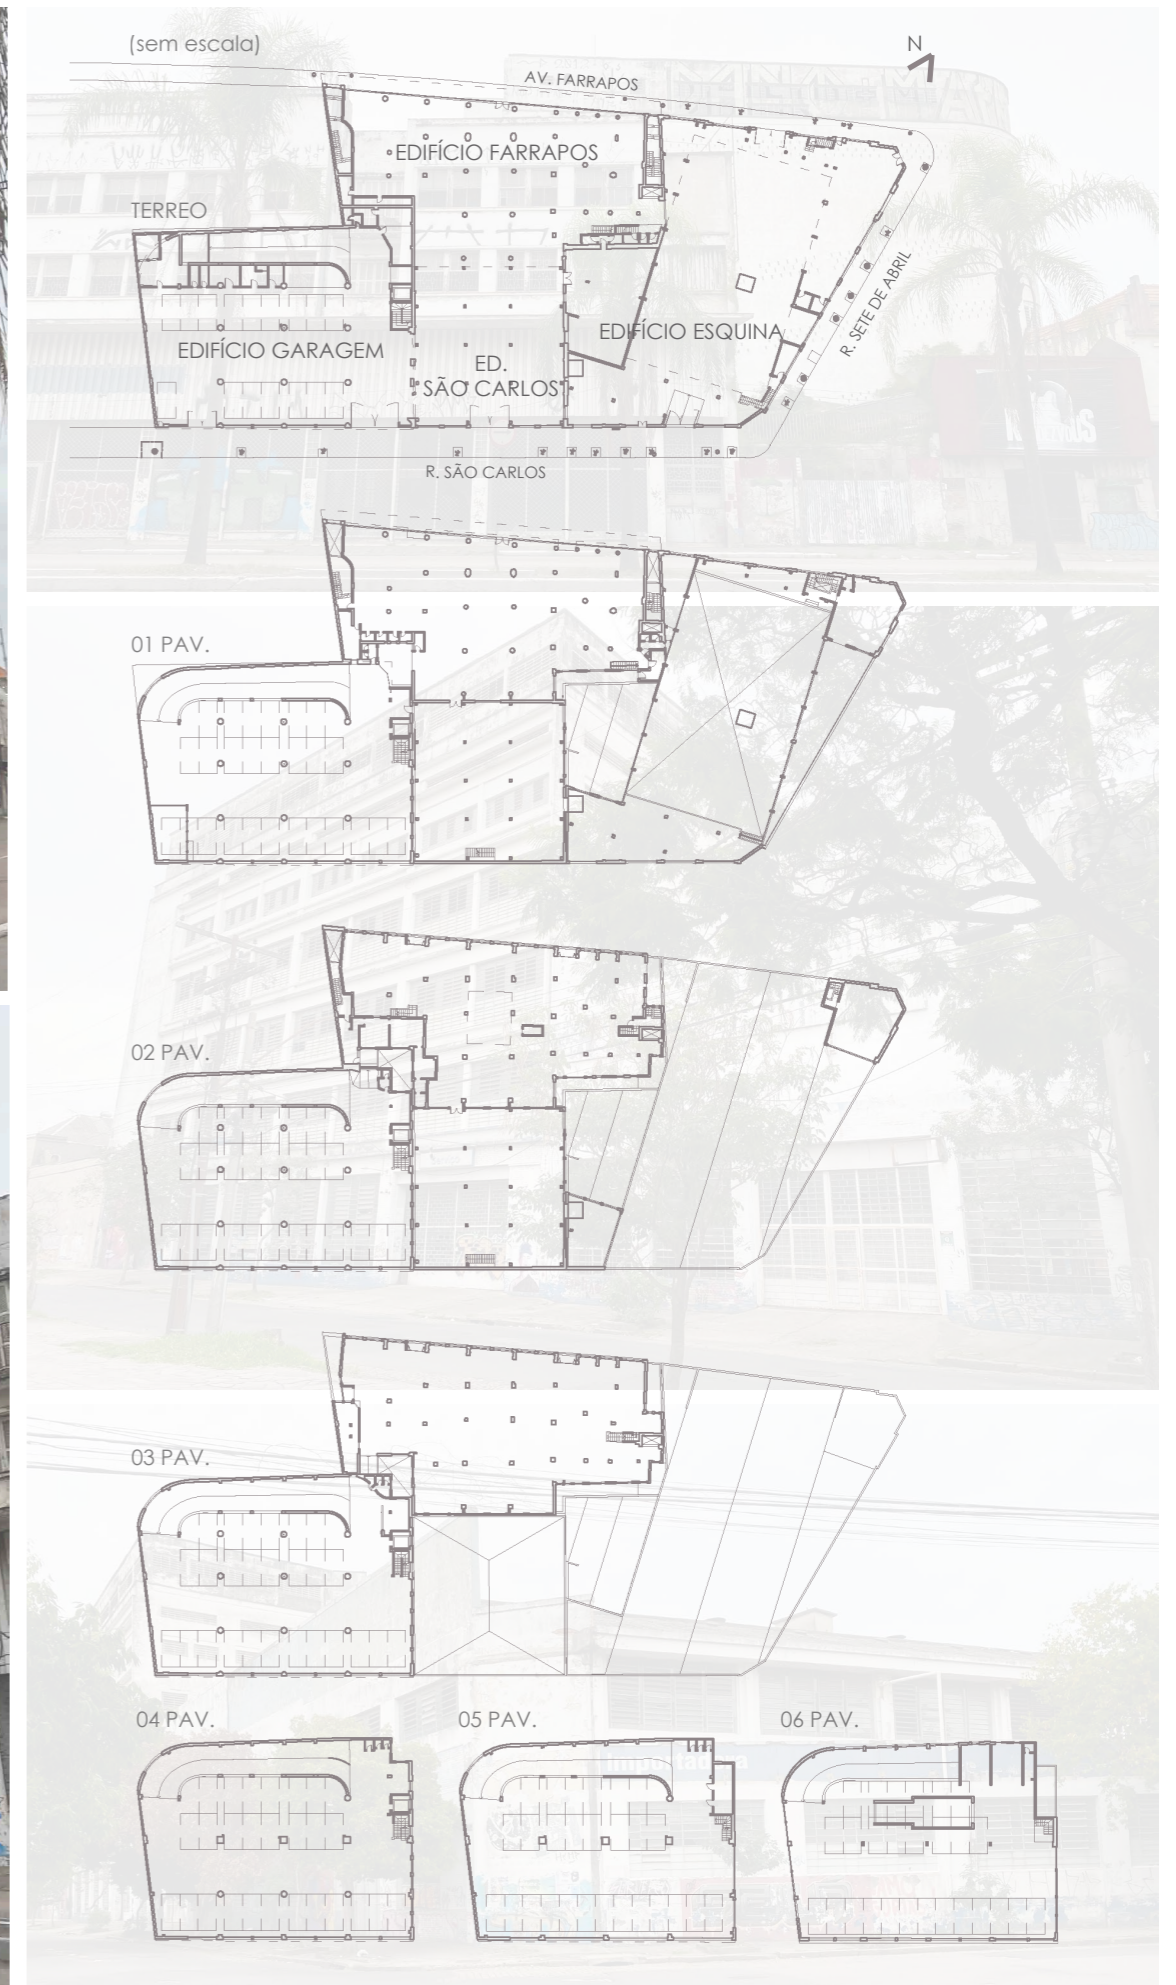 (sem escala)
N
AV. FARRAPOS
EDIFÍCIO FARRAPOS
TERREO
R. SETE DE ABRIL
EDIFÍCIO ESQUINA
EDIFÍCIO GARAGEM
ED.
SÃO CARLOS
R. SÃO CARLOS
01 PAV.
02 PAV.
03 PAV.
04 PAV.
05 PAV.
06 PAV.
Importadora